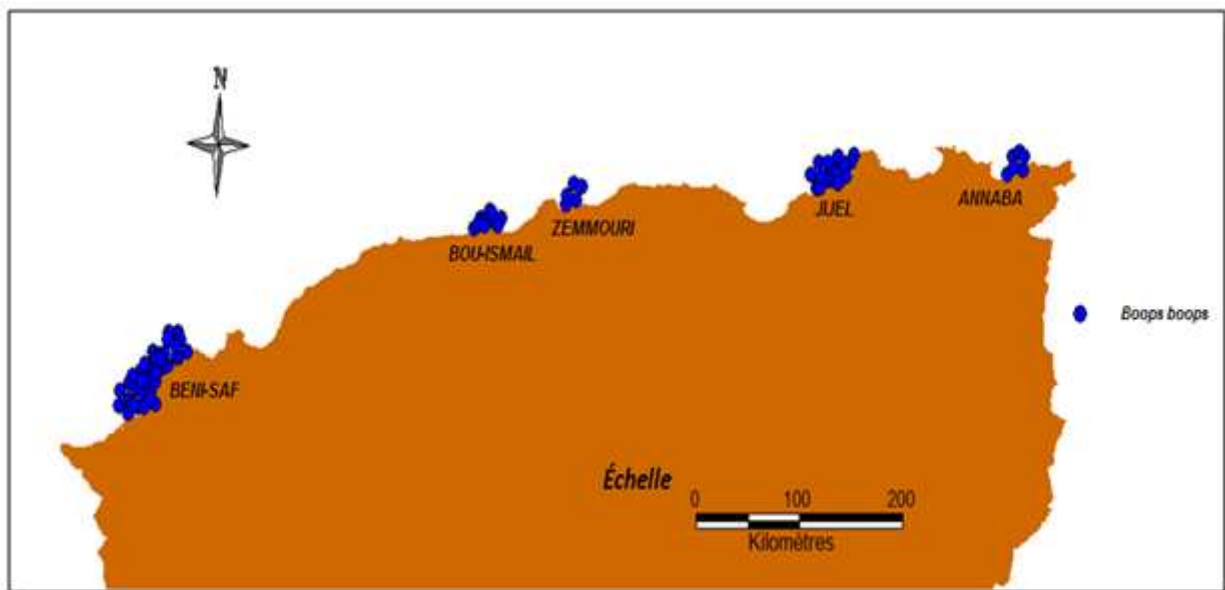 N
JIJEL
ANNABA
ZEMMOURI
BOU-ISMAIL
Boops boops
BENI-SAF
Échelle
0 100 200
Kilomètres